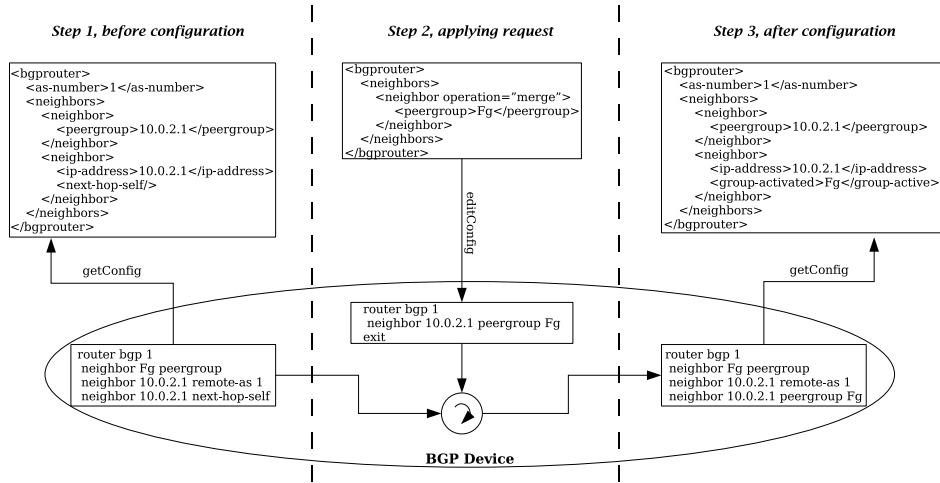 Step 1, before configuration
<bgprouter>
<as-number>1</as-number>
<neighbors>
<neighbor>
<peergroup>10.0.2.1</peergroup>
</neighbor>
<neighbor>
<ip-address>10.0.2.1</ip-address>
<next-hop-self/>
</neighbor>
</neighbors>
</bgprouter>
getConfig
router bgp 1
neighbor Fg peergroup
neighbor 10.0.2.1 remote-as 1
neighbor 10.0.2.1 next-hop-self
Step 2, applying request
<bgprouter>
<neighbors>
<neighbor operation=”merge”>
<peergroup>Fg</peergroup>
</neighbor>
</neighbors>
</bgprouter>
editConfig
router bgp 1
neighbor 10.0.2.1 peergroup Fg
exit
BGP Device
Step 3, after configuration
<bgprouter>
<as-number>1</as-number>
<neighbors>
<neighbor>
<peergroup>10.0.2.1</peergroup>
</neighbor>
<neighbor>
<ip-address>10.0.2.1</ip-address>
<group-activated>Fg</group-active>
</neighbor>
</neighbors>
</bgprouter>
getConfig
router bgp 1
neighbor Fg peergroup
neighbor 10.0.2.1 remote-as 1
neighbor 10.0.2.1 peergroup Fg